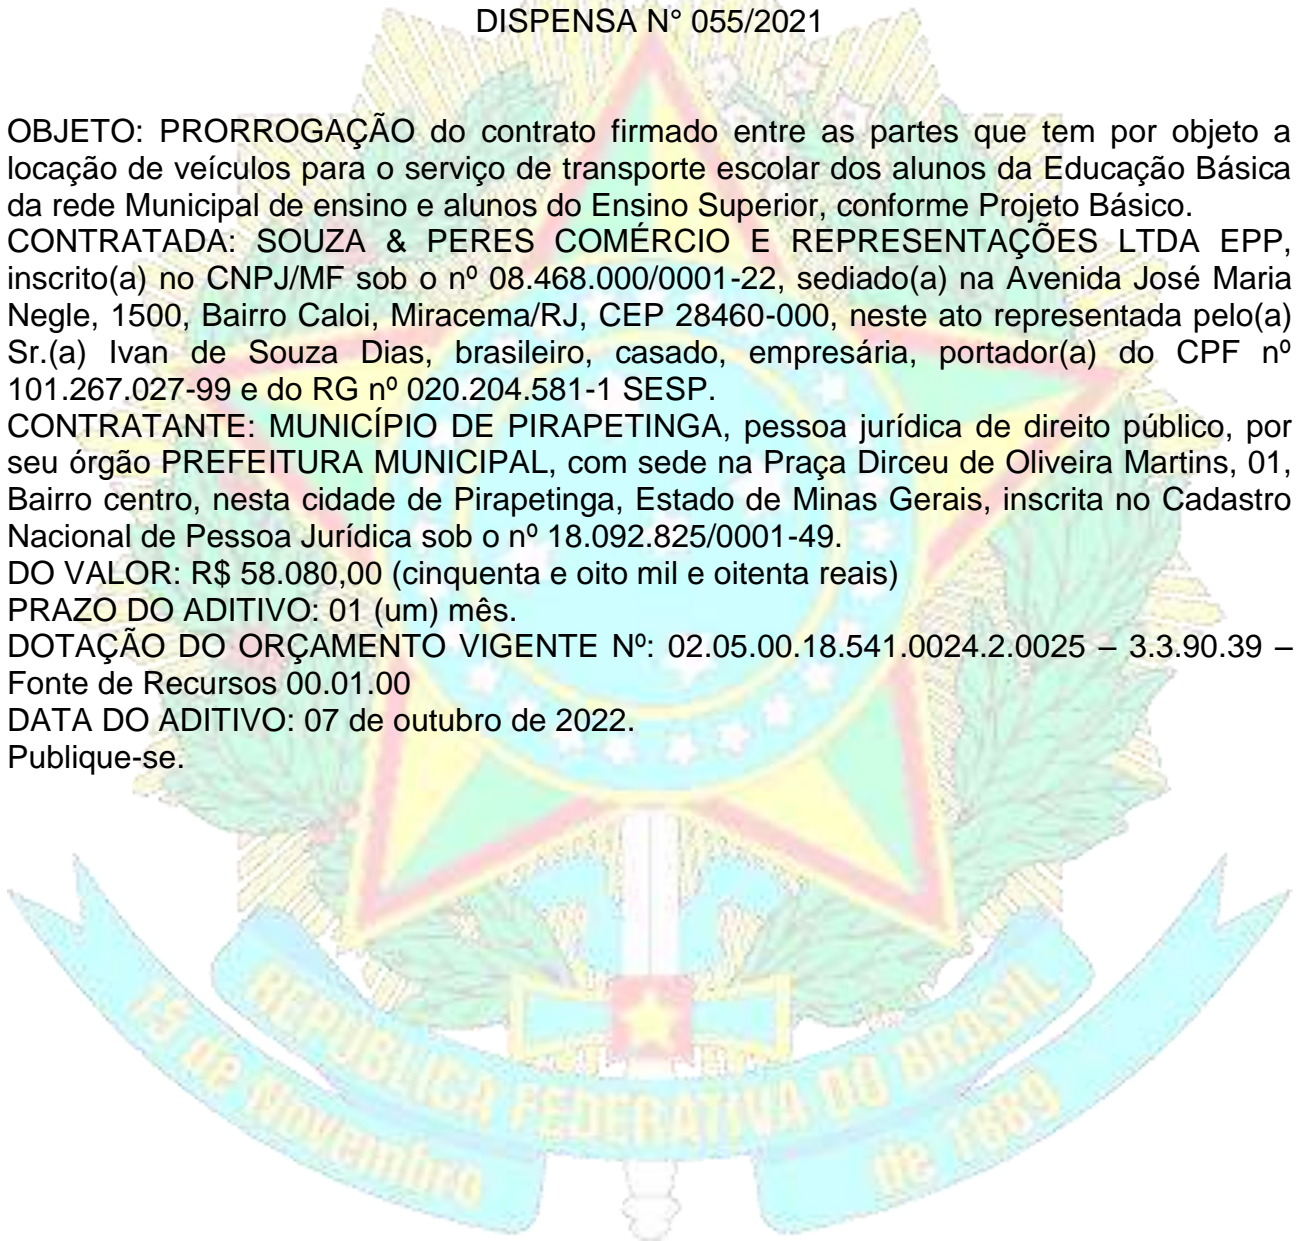 DISPENSA N° 055/2021
OBJETO: PRORROGAÇÃO do contrato firmado entre as partes que tem por objeto a
locação de veículos para o serviço de transporte escolar dos alunos da Educação Básica
da rede Municipal de ensino e alunos do Ensino Superior, conforme Projeto Básico.
CONTRATADA: SOUZA & PERES COMÉRCIO E REPRESENTAÇÕES LTDA EPP,
inscrito(a) no CNPJ/MF sob o nº 08.468.000/0001-22, sediado(a) na Avenida José Maria
Negle, 1500, Bairro Caloi, Miracema/RJ, CEP 28460-000, neste ato representada pelo(a)
Sr.(a) Ivan de Souza Dias, brasileiro, casado, empresária, portador(a) do CPF nº
101.267.027-99 e do RG nº 020.204.581-1 SESP.
CONTRATANTE: MUNICÍPIO DE PIRAPETINGA, pessoa jurídica de direito público, por
seu órgão PREFEITURA MUNICIPAL, com sede na Praça Dirceu de Oliveira Martins, 01,
Bairro centro, nesta cidade de Pirapetinga, Estado de Minas Gerais, inscrita no Cadastro
Nacional de Pessoa Jurídica sob o nº 18.092.825/0001-49.
DO VALOR: R$ 58.080,00 (cinquenta e oito mil e oitenta reais)
PRAZO DO ADITIVO: 01 (um) mês.
DOTAÇÃO DO ORÇAMENTO VIGENTE Nº: 02.05.00.18.541.0024.2.0025 – 3.3.90.39 –
Fonte de Recursos 00.01.00
DATA DO ADITIVO: 07 de outubro de 2022.
Publique-se.
REPÚBLICA FEDERATIVA DO BRASIL
15 de Novembro de 1889